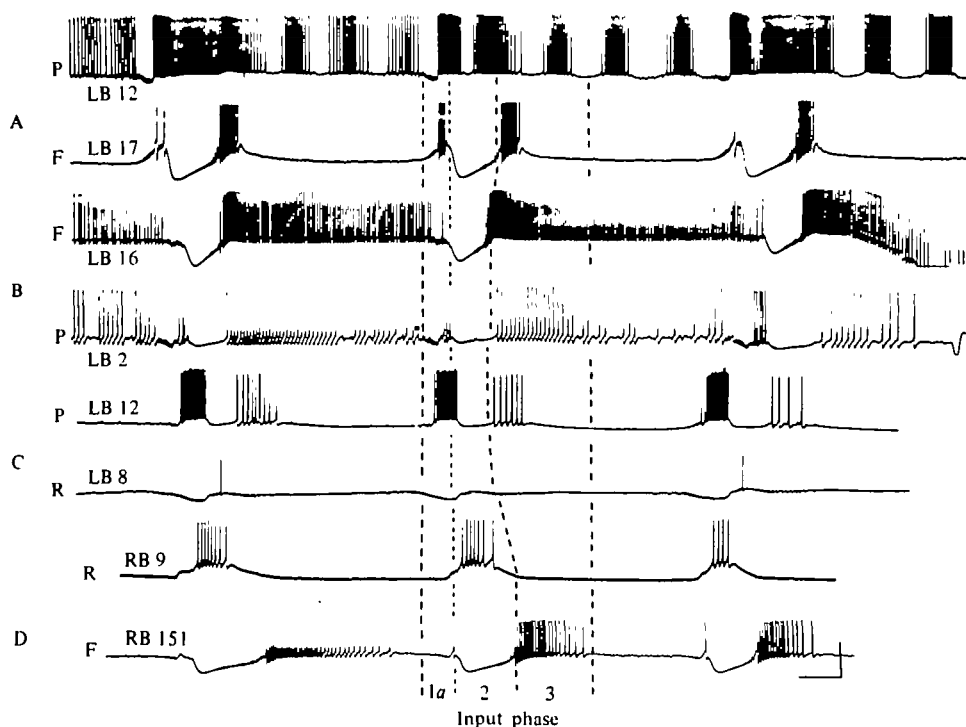 P
LB 12
A
LB 17
F
F
LB 16
B
P
LB 2
P
LB 12
C
LB 8
R
RB 9
R
D
RB 151
F
1a 2 3
Input phase